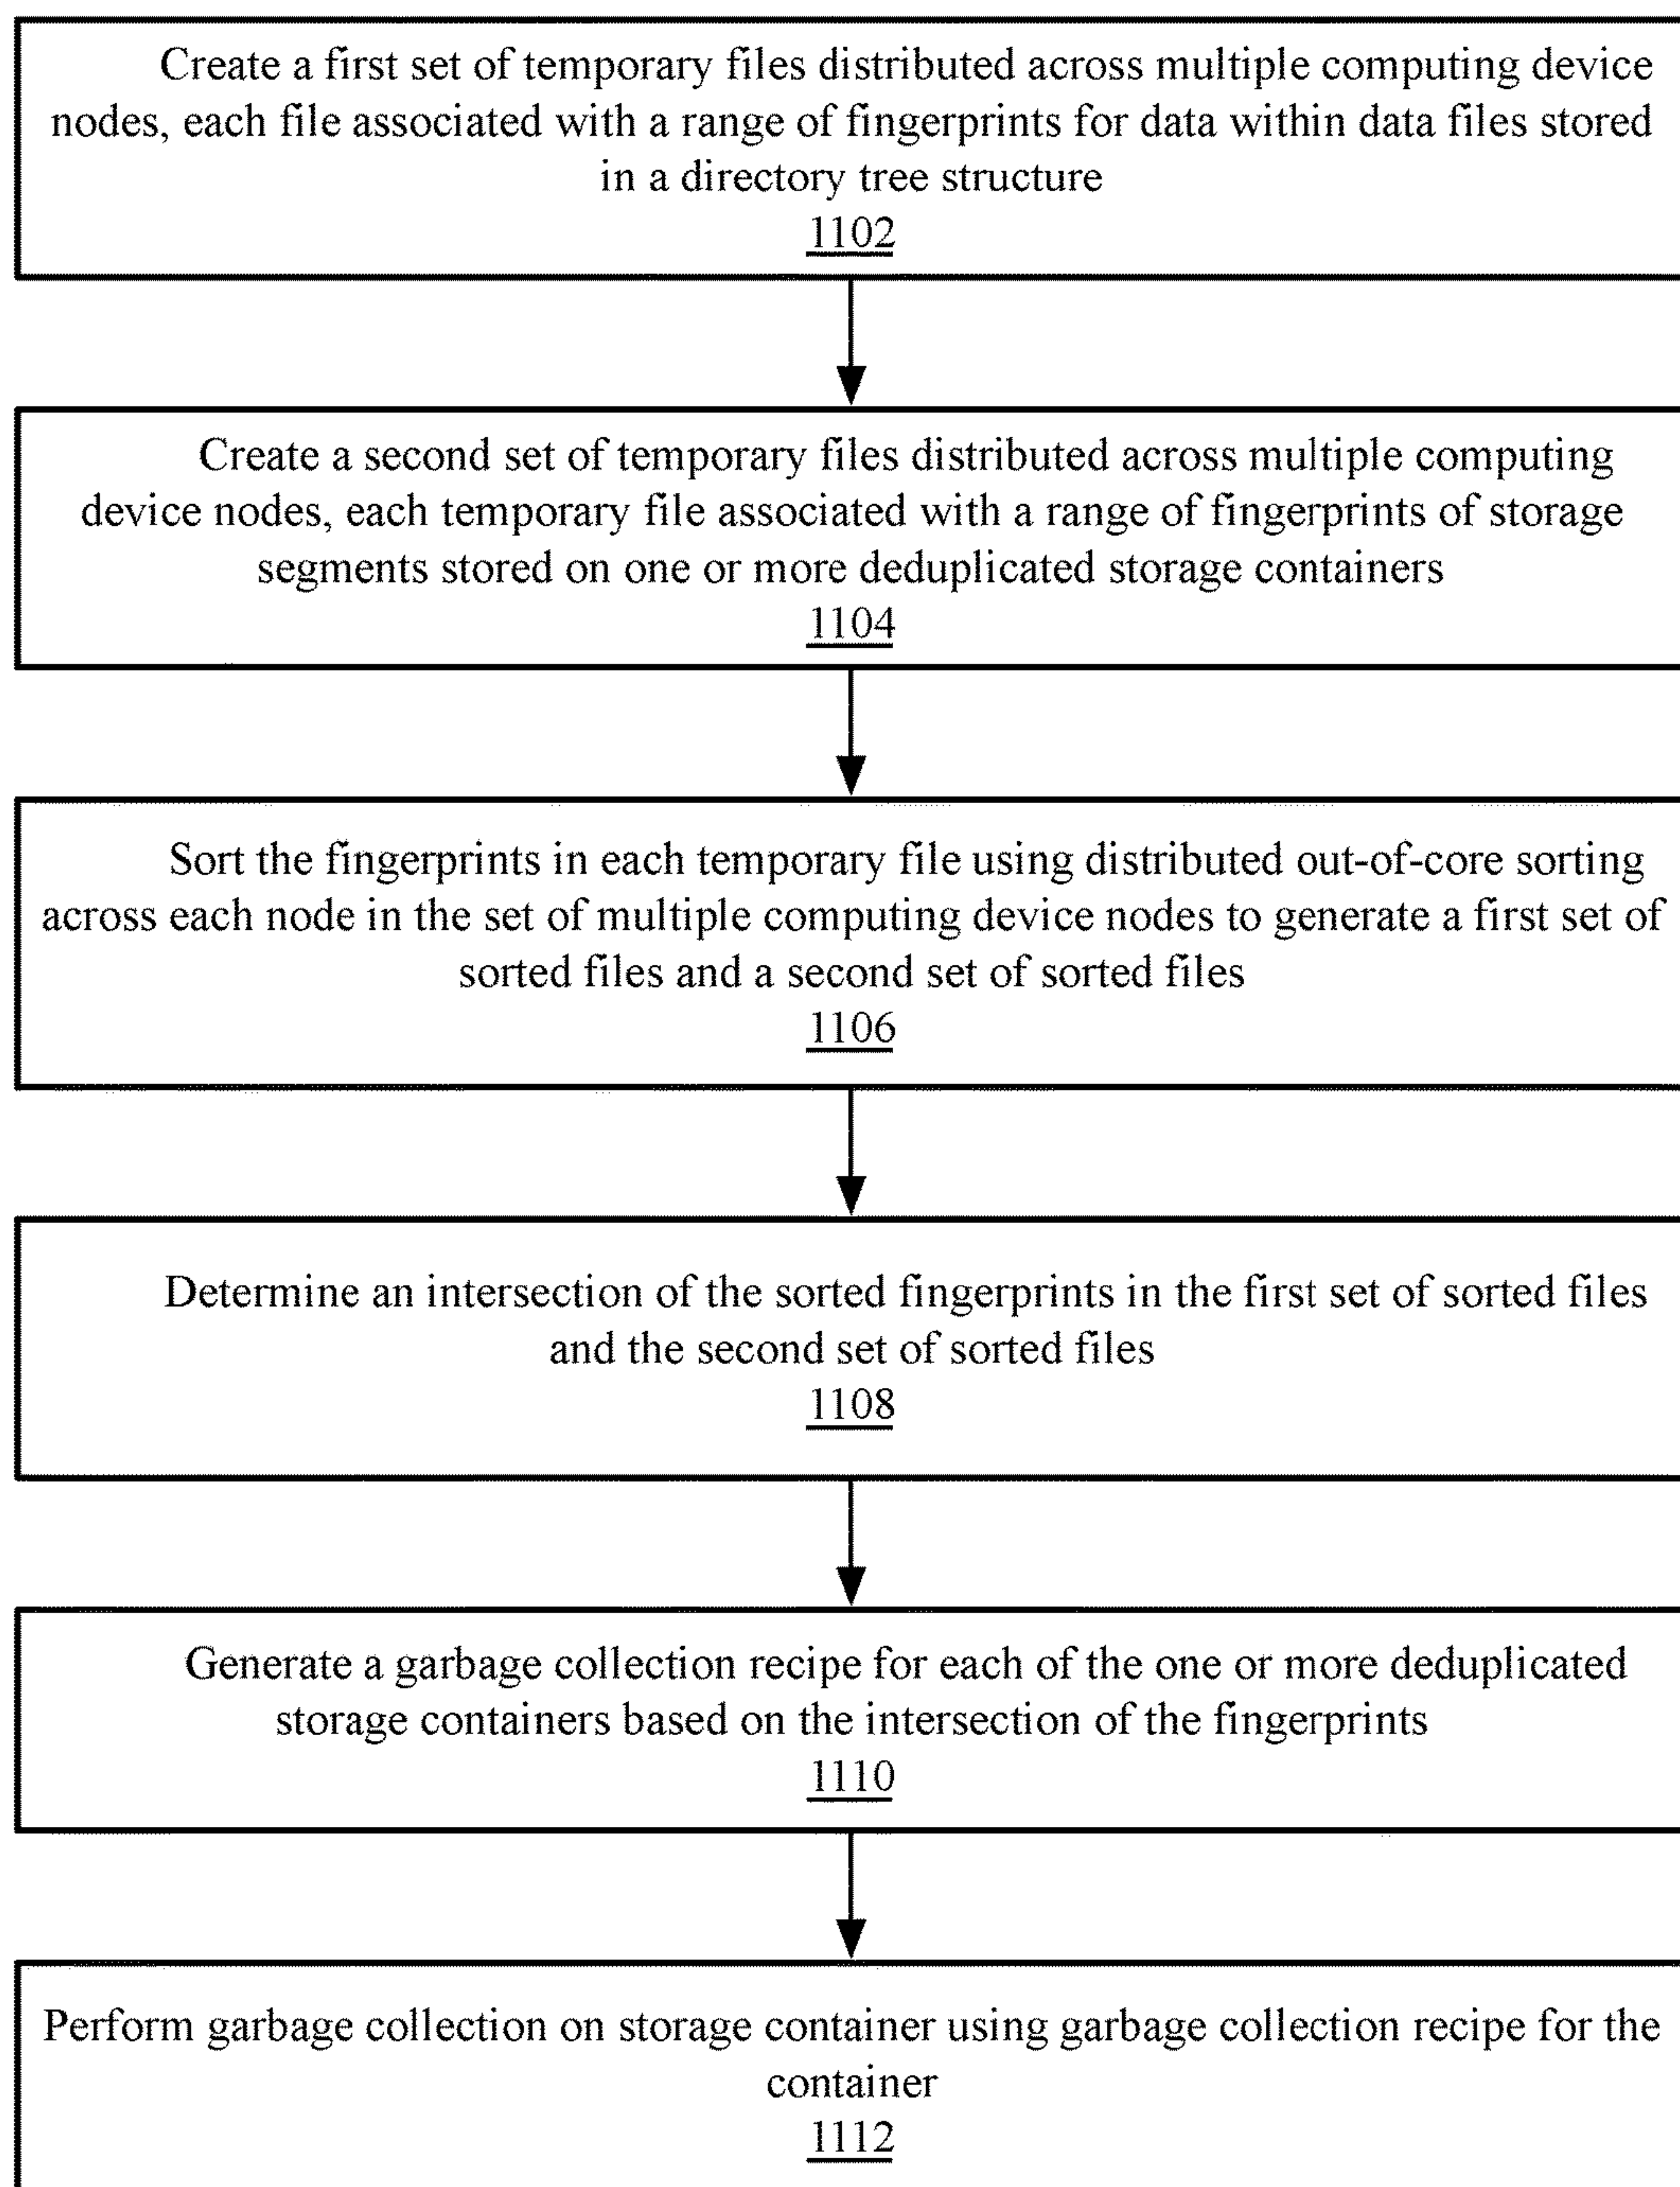 Create a first set of temporary files distributed across multiple computing device
nodes, each file associated with a range of fingerprints for data within data files stored
in a directory tree structure
1102
Create a second set of temporary files distributed across multiple computing
device nodes, each temporary file associated with a range of fingerprints of storage
segments stored on one or more deduplicated storage containers
1104
Sort the fingerprints in each temporary file using distributed out-of-core sorting
across each node in the set of multiple computing device nodes to generate a first set of
sorted files and a second set of sorted files
1106
Determine an intersection of the sorted fingerprints in the first set of sorted files
and the second set of sorted files
1108
Generate a garbage collection recipe for each of the one or more deduplicated
storage containers based on the intersection of the fingerprints
1110
Perform garbage collection on storage container using garbage collection recipe for the
container
1112